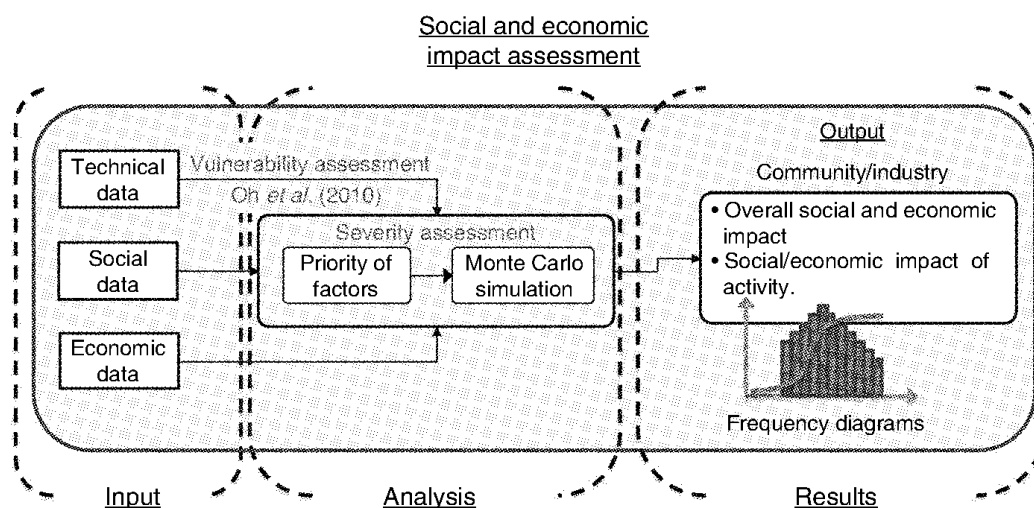 Social and economic
impact assessment
Technical
data
Vulnerability assessment
Oh et al. (2010)
Social
data
Severity assessment
Priority of
factors
Monte Carlo
simulation
Economic
data
Output
Community/industry
• Overall social and economic
impact
• Social/economic impact of
activity.
Frequency diagrams
Input
Analysis
Results